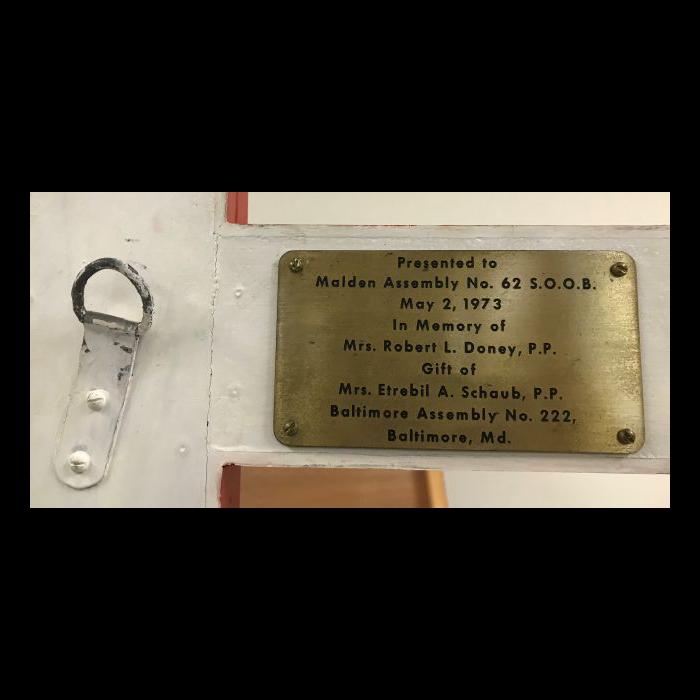 Presented to
Malden Assembly No. 62 S.O.O.B.
May 2, 1973
In Memory of
Mrs. Robert L. Doney, P.P.
Gift of
Mrs. Etrebil A. Schaub, P.P.
Baltimore Assembly No. 222,
Baltimore, Md.